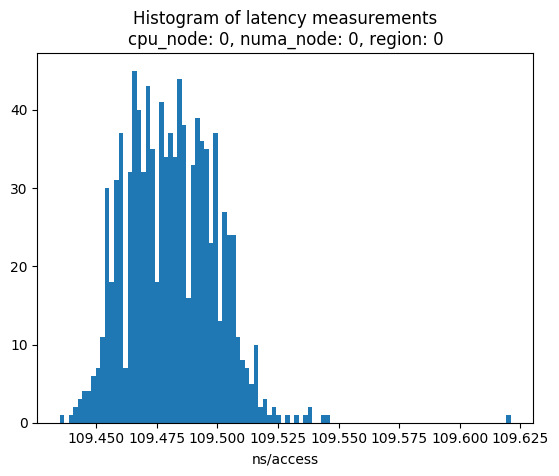 Histogram of latency measurements
cpu_node: 0, numa_node: 0, region: 0
40
30
20
10
0
109.450 109.475 109.500 109.525 109.550 109.575 109.600 109.625
ns/access